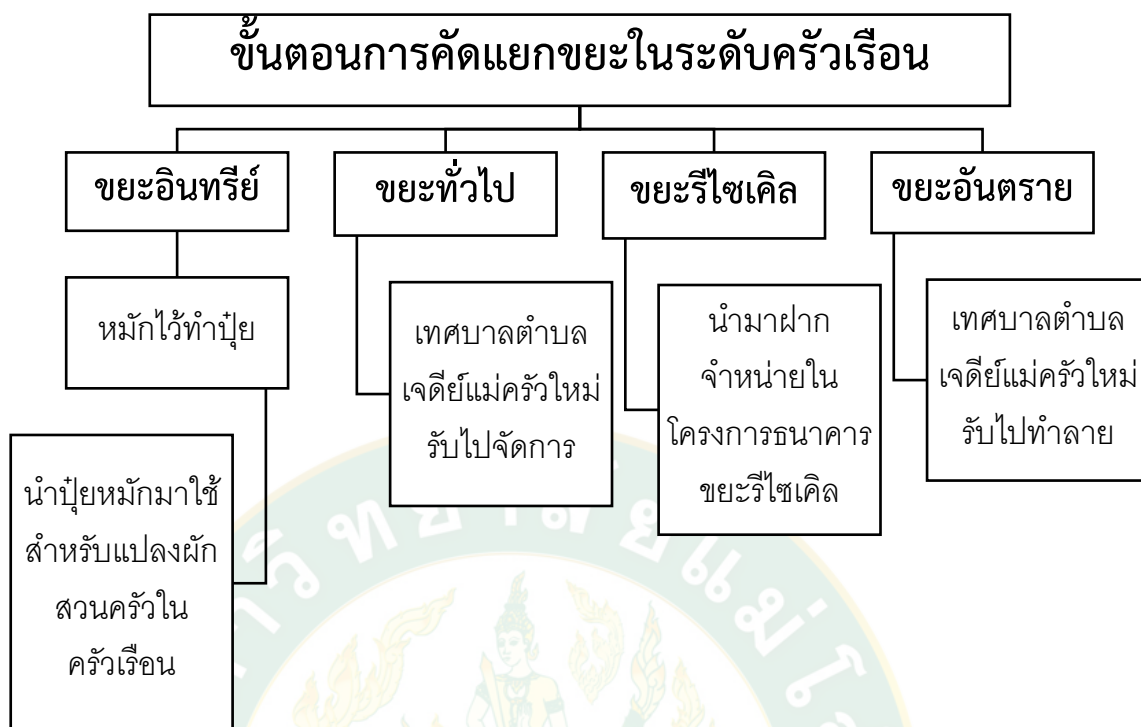 ขั้นตอนการคัดแยกขยะในระดับครัวเรือน
ขยะอินทรีย์
ขยะทั่วไป
ขยะรีไซเคิล
ขยะอันตราย
หมักไว้ทำปุ๋ย
เทศบาลตำบล
เจดีย์แม่ครัวใหม่
รับไปจัดการ
นำมาฝาก
จำหน่ายใน
โครงการธนาคาร
ขยะรีไซเคิล
เทศบาลตำบล
เจดีย์แม่ครัวใหม่
รับไปทำลาย
นำปุ๋ยหมักมาใช้
สำหรับแปลงผัก
สวนครัวใน
ครัวเรือน